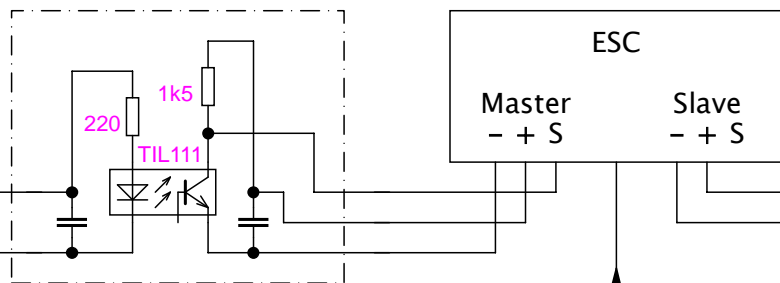 ESC
1k5
Master
Slave
220
– + S
– + S
TIL111